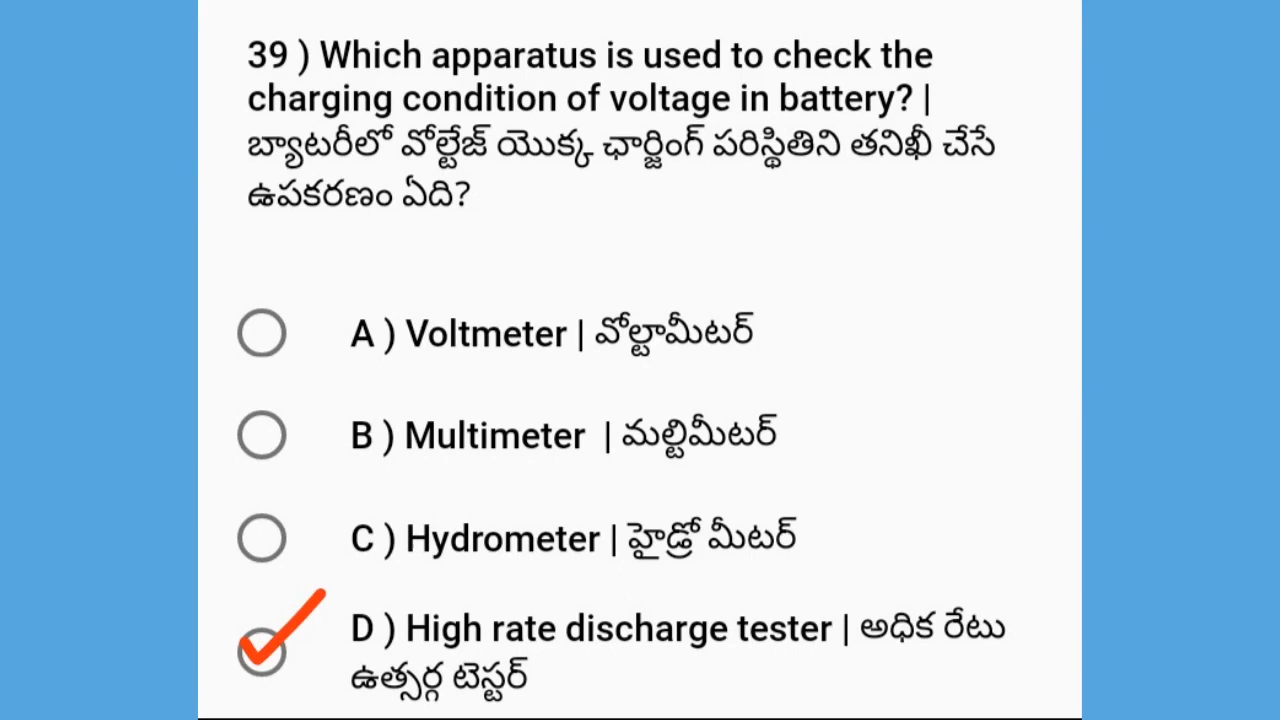 39 ) Which apparatus is used to check the
charging condition of voltage in battery? |
బ్యాటరీలో వోల్టేజ్ యొక్క ఛార్జింగ్ పరిస్థితిని తనిఖీ చేసే
ఉపకరణం ఏది?
A ) Voltmeter | వోల్టామీటర్
B ) Multimeter | మల్టిమీటర్
C ) Hydrometer | హైడ్రో మీటర్
D ) High rate discharge tester | అధిక రేటు
ఉత్సర్గ టెస్టర్